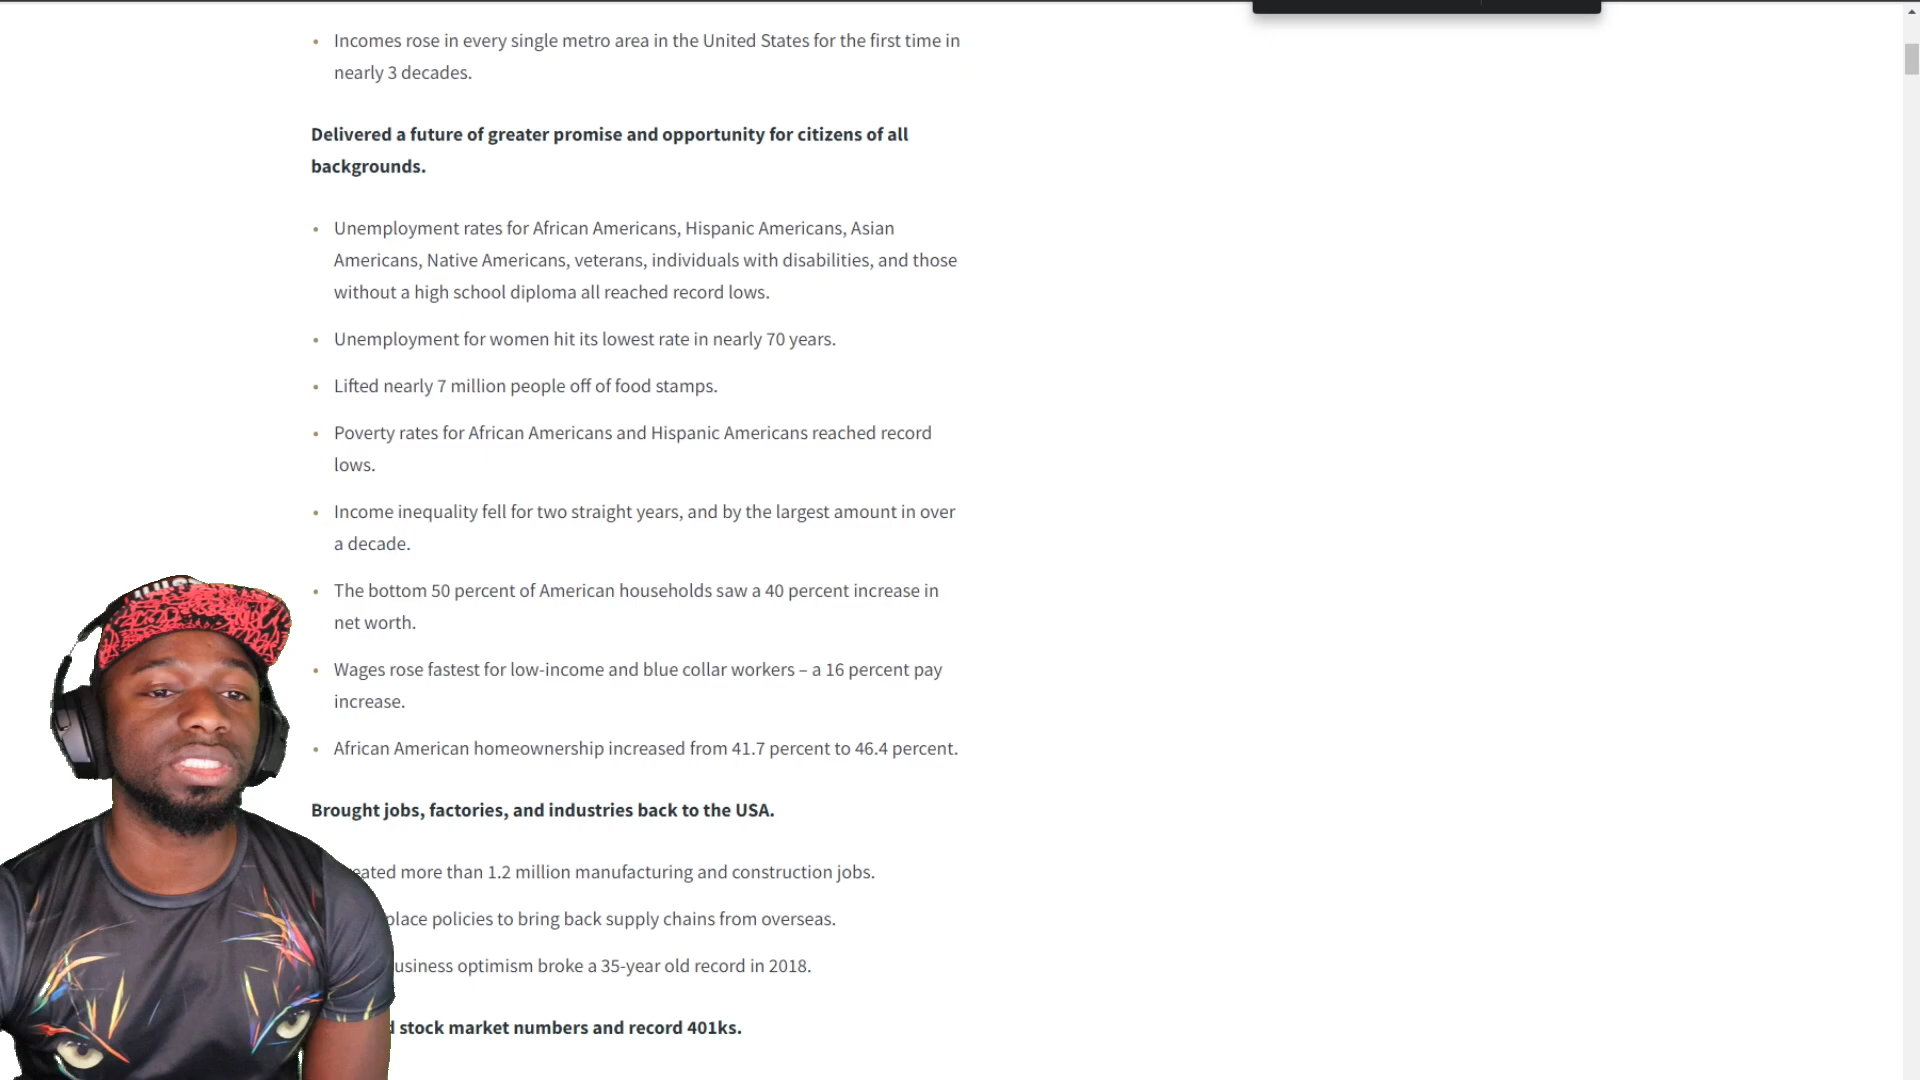 Incomes rose in every single metro area in the United States for the first time in
nearly 3 decades.
Delivered a future of greater promise and opportunity for citizens of all
backgrounds.
Unemployment rates for African Americans, Hispanic Americans, Asian
Americans, Native Americans, veterans, individuals with disabilities, and those
without a high school diploma all reached record lows.
Unemployment for women hit its lowest rate in nearly 70 years.
Lifted nearly 7 million people off of food stamps.
Poverty rates for African Americans and Hispanic Americans reached record
lows.
Income inequality fell for two straight years, and by the largest amount in over
a decade.
The bottom 50 percent of American households saw a 40 percent increase in
net worth.
Wages rose fastest for low-income and blue collar workers – a 16 percent pay
increase.
African American homeownership increased from 41.7 percent to 46.4 percent.
Brought jobs, factories, and industries back to the USA.
more than 1.2 million manufacturing and construction jobs.
policies to bring back supply chains from overseas.
optimism broke a 35-year old record in 2018.
stock market numbers and record 401ks.